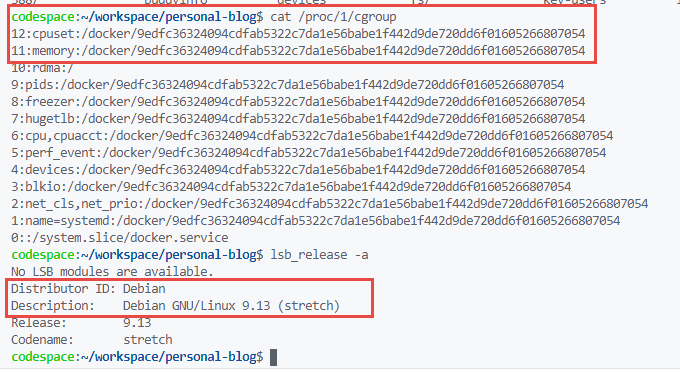 codespace:~/workspace/personal-blog$ cat /proc/1/cgroup
12:cpuset:/docker/9edfc36324094cdfab5322c7da1e56babe1f442d9de720dd6f01605266807054
11:memory:/docker/9edfc36324094cdfab5322c7da1e56babe1f442d9de720dd6f01605266807054
10:rdma:/
9:pids:/docker/9edfc36324094cdfab5322c7da1e56babe1f442d9de720dd6f01605266807054
8:freezer:/docker/9edfc36324094cdfab5322c7da1e56babe1f442d9de720dd6f01605266807054
7:hugetlb:/docker/9edfc36324094cdfab5322c7da1e56babe1f442d9de720dd6f01605266807054
6:cpu,cpuacct:/docker/9edfc36324094cdfab5322c7da1e56babe1f442d9de720dd6f01605266807054
5:perf_event:/docker/9edfc36324094cdfab5322c7da1e56babe1f442d9de720dd6f01605266807054
4:devices:/docker/9edfc36324094cdfab5322c7da1e56babe1f442d9de720dd6f01605266807054
3:blkio:/docker/9edfc36324094cdfab5322c7da1e56babe1f442d9de720dd6f01605266807054
2:net_cls,net_prio:/docker/9edfc36324094cdfab5322c7da1e56babe1f442d9de720dd6f01605266807054
1:name=systemd:/docker/9edfc36324094cdfab5322c7da1e56babe1f442d9de720dd6f01605266807054
0::/system.slice/docker.service
codespace:~/workspace/personal-blog$ lsb_release -a
No LSB modules are available.
Distributor ID: Debian
Description:    Debian GNU/Linux 9.13 (stretch)
Release:        9.13
Codename:       stretch
codespace:~/workspace/personal-blog$